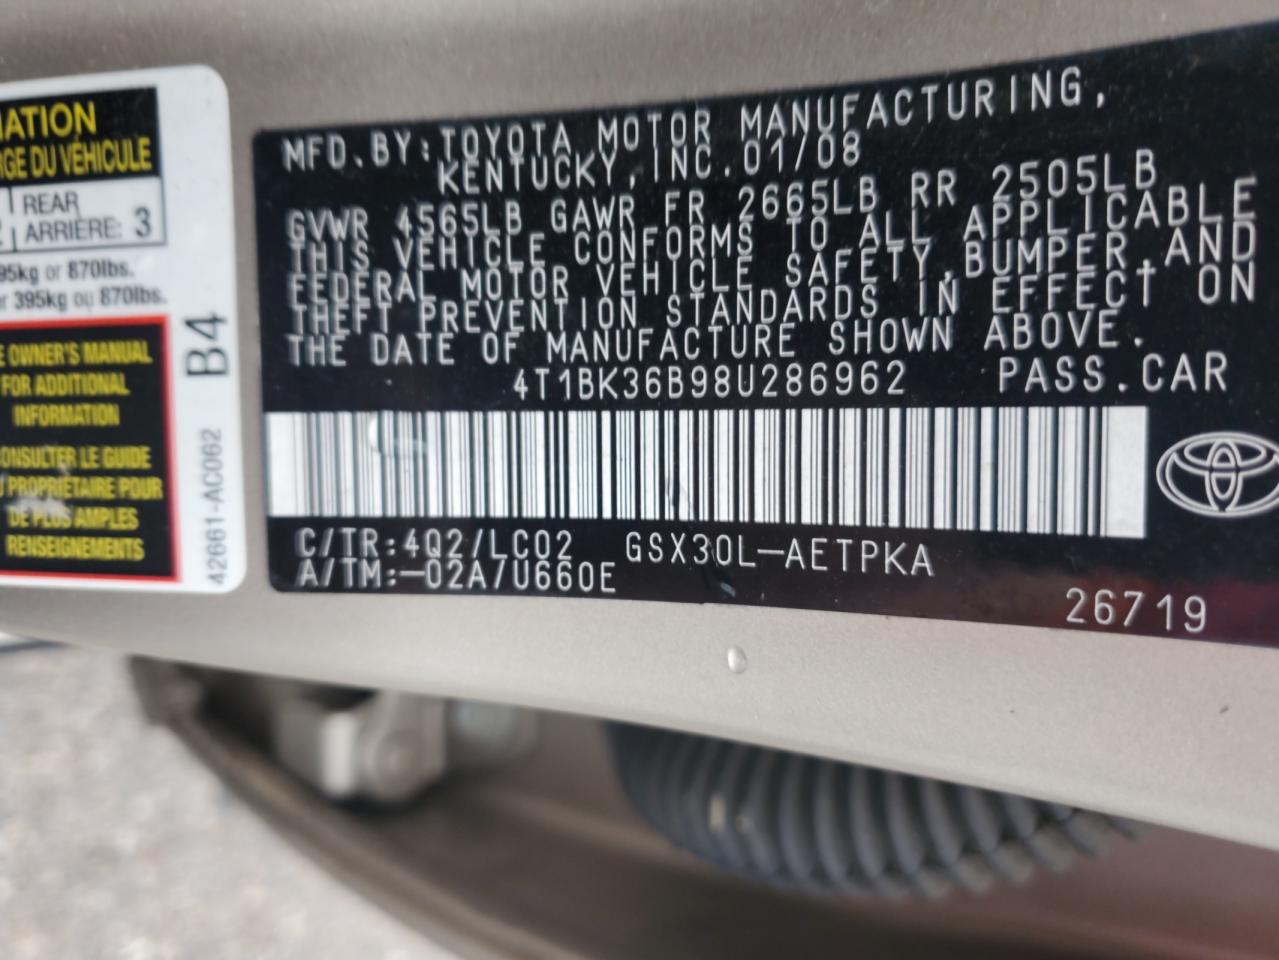 MATION
RGE DU VÉHICULE
REAR
ARRIÈRE: 3
95kg or 870lbs.
395kg ou 870lbs.
OWNER'S MANUAL
FOR ADDITIONAL
INFORMATION
CONSULTER LE GUIDE
PROPRIÉTAIRE POUR
DE PLUS AMPLES
RENSEIGNEMENTS
B4
42661-AC062
MFD.BY:TOYOTA MOTOR MANUFACTURING,
KENTUCKY,INC.01/08
GVWR 4565LB GAWR FR 2665LB RR 2505LB
THIS VEHICLE CONFORMS TO ALL APPLICABLE
FEDERAL MOTOR VEHICLE SAFETY,BUMPER,AND
THEFT PREVENTION STANDARDS IN EFFECT ON
THE DATE OF MANUFACTURE SHOWN ABOVE.
4T1BK36B98U286962 PASS.CAR
C/TR:4Q2/LC02 GSX30L-AETPKA
A/TM:-02A/U660E
26719